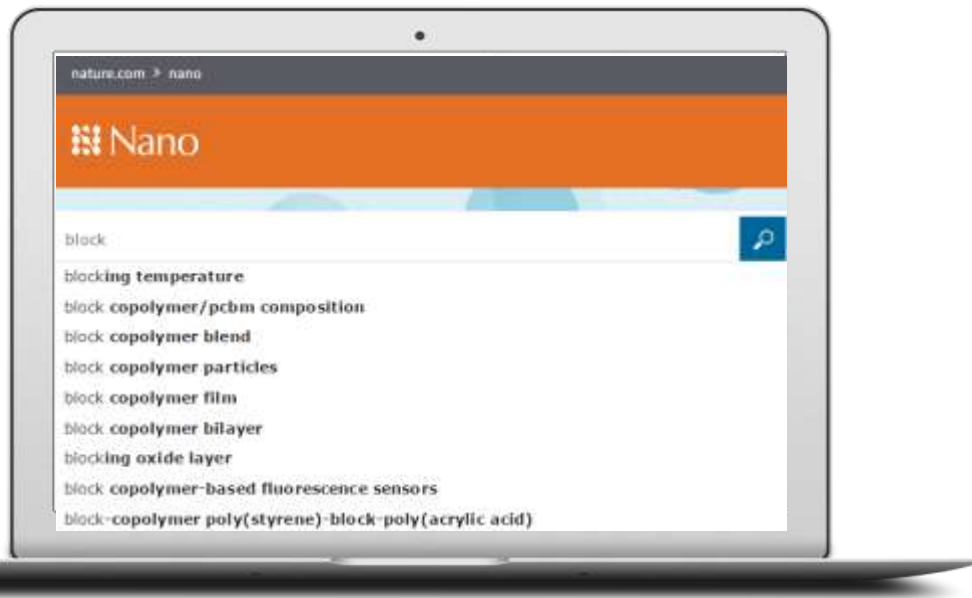 nature.com > nano
Nano
block
blocking temperature
block copolymer/pcbm composition
block copolymer blend
block copolymer particles
block copolymer film
block copolymer bilayer
blocking oxide layer
block copolymer-based fluorescence sensors
block-copolymer poly(styrene)-block-poly(acrylic acid)